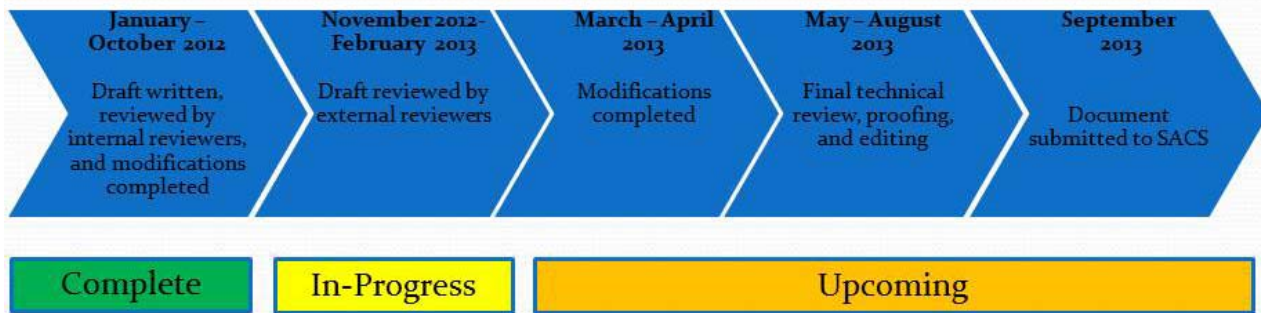 January –
October 2012
Draft written,
reviewed by
internal reviewers,
and modifications
completed
November 2012-
February 2013
Draft reviewed by
external reviewers
March – April
2013
Modifications
completed
May – August
2013
Final technical
review, proofing,
and editing
September
2013
Document
submitted to SACS
Complete
In-Progress
Upcoming